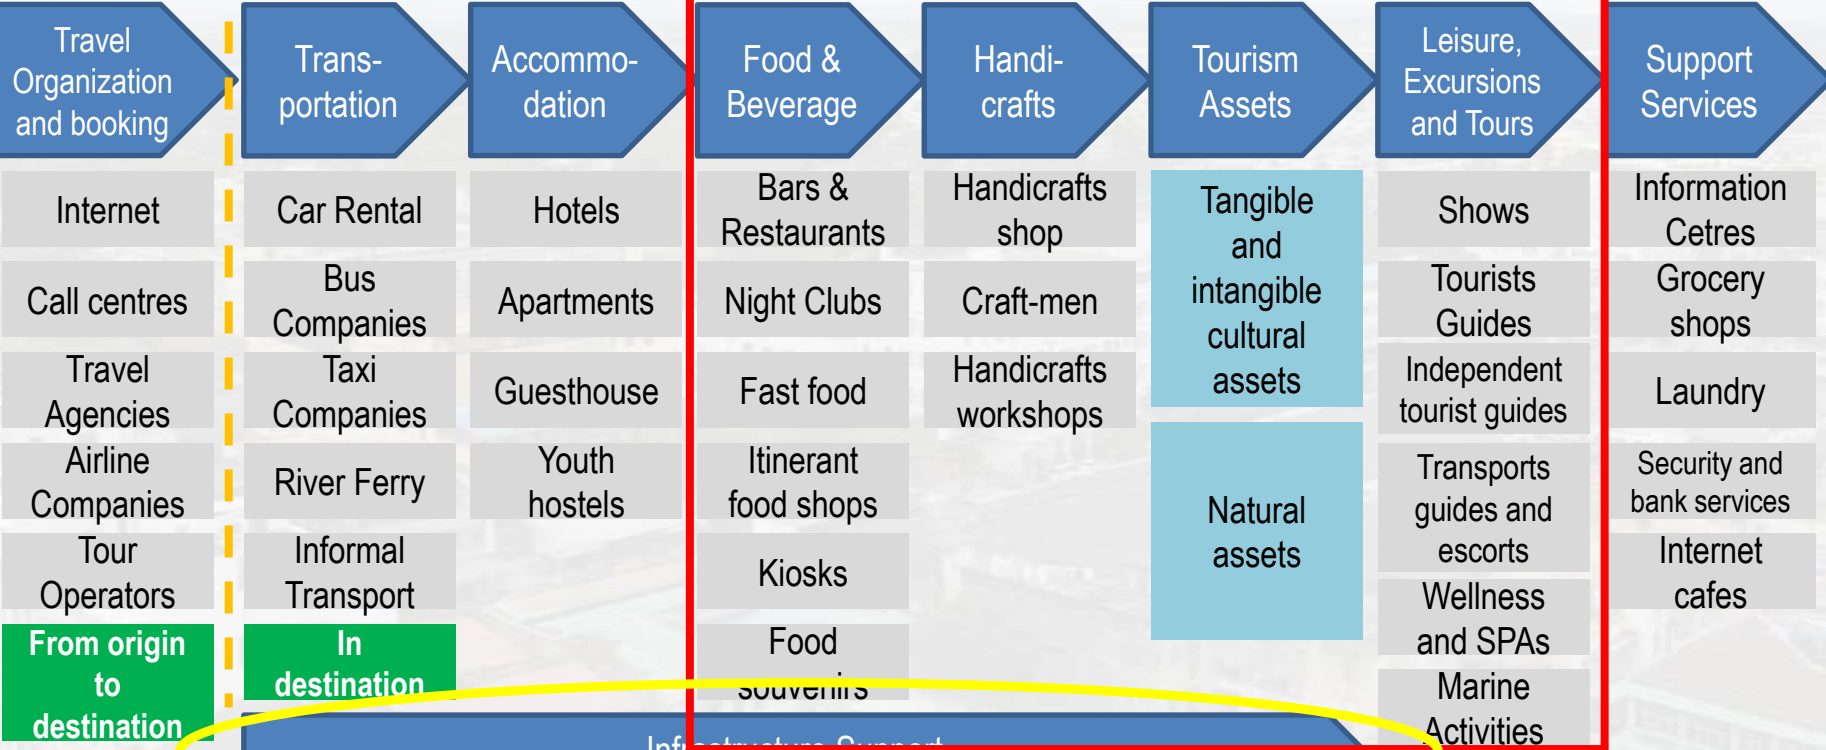 Travel
Organization
and booking
Trans-
portation
Accommo-
dation
Food &
Beverage
Handi-
crafts
Tourism
Assets
Leisure,
Excursions
and Tours
Support
Services
Internet
Call centres
Travel
Agencies
Airline
Companies
Tour
Operators
From origin
to
destination
Car Rental
Bus
Companies
Taxi
Companies
River Ferry
Informal
Transport
In
destination
Hotels
Apartments
Guesthouse
Youth
hostels
Bars &
Restaurants
Night Clubs
Fast food
Itinerant
food shops
Kiosks
Food
souvenirs
Handicrafts
shop
Craft-men
Handicrafts
workshops
Tangible
and
intangible
cultural
assets
Natural
assets
Shows
Tourists
Guides
Independent
tourist guides
Transports
guides and
escorts
Wellness
and SPAs
Marine
Activities
Information
Cetres
Grocery
shops
Laundry
Security and
bank services
Internet
cafes
Infrastructure Support